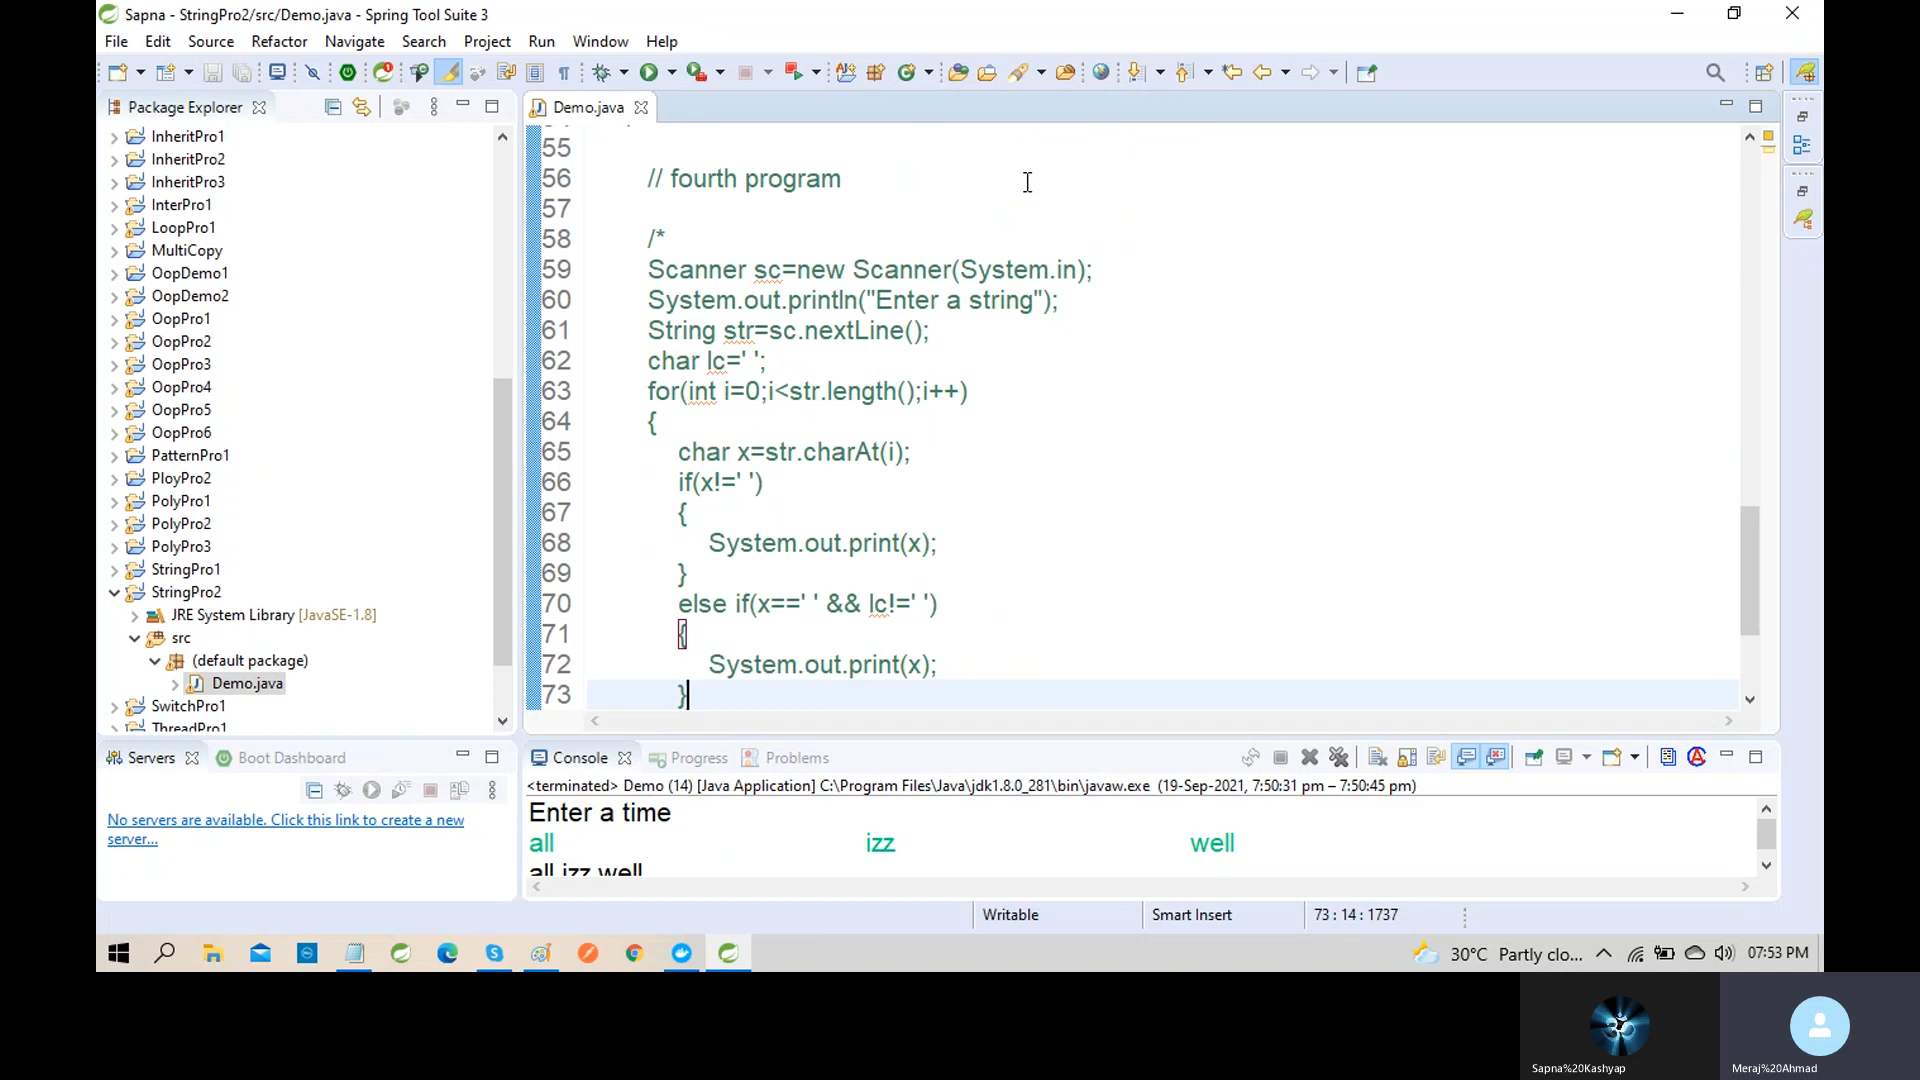 Sapna - StringPro2/src/Demo.java - Spring Tool Suite 3
File Edit Source Refactor Navigate Search Project Run Window Help
Package Explorer
InheritPro1
InheritPro2
InheritPro3
InterPro1
LoopPro1
MultiCopy
OopDemo1
OopDemo2
OopPro1
OopPro2
OopPro3
OopPro4
OopPro5
OopPro6
PatternPro1
PloyPro2
PolyPro1
PolyPro2
PolyPro3
StringPro1
StringPro2
JRE System Library [JavaSE-1.8]
src
(default package)
Demo.java
SwitchPro1
ThreadPro1
Demo.java
55
56 // fourth program
57
58 /*
59 Scanner sc=new Scanner(System.in);
60 System.out.println("Enter a string");
61 String str=sc.nextLine();
62 char lc=' ';
63 for(int i=0;i<str.length();i++)
64 {
65 char x=str.charAt(i);
66 if(x!=' ')
67 {
68 System.out.print(x);
69 }
70 else if(x==' ' && lc!=' ')
71 {
72 System.out.print(x);
73 }
Servers Boot Dashboard
No servers are available. Click this link to create a new
server...
Console Progress Problems
<terminated> Demo (14) [Java Application] C:\Program Files\Java\jdk1.8.0_281\bin\javaw.exe (19-Sep-2021, 7:50:31 pm – 7:50:45 pm)
Enter a time
all izz well
all izz well
Writable Smart Insert 73 : 14 : 1737
30°C Partly clo... 07:53 PM
Sapna%20Kashyap Meraj%20Ahmad